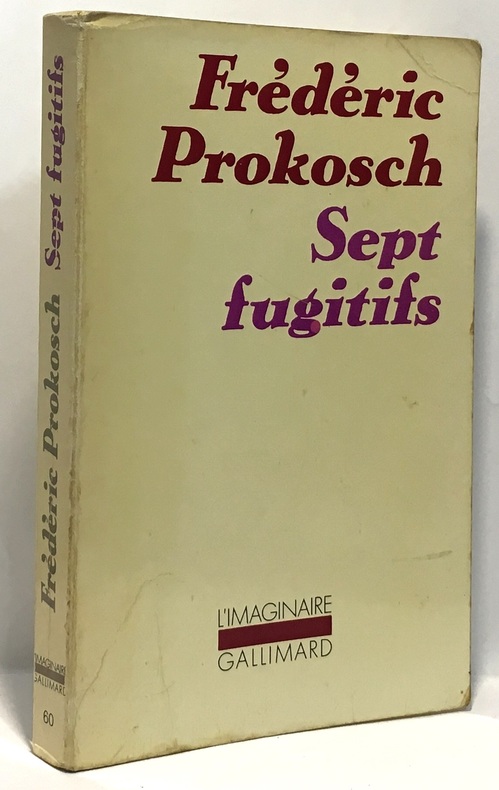 Frédéric
Prokosch
Sept
fugitifs
L'IMAGINAIRE
GALLIMARD
Frédéric Prokosch Sept fugitifs
L'IMAGINAIRE
GALLIMARD
60